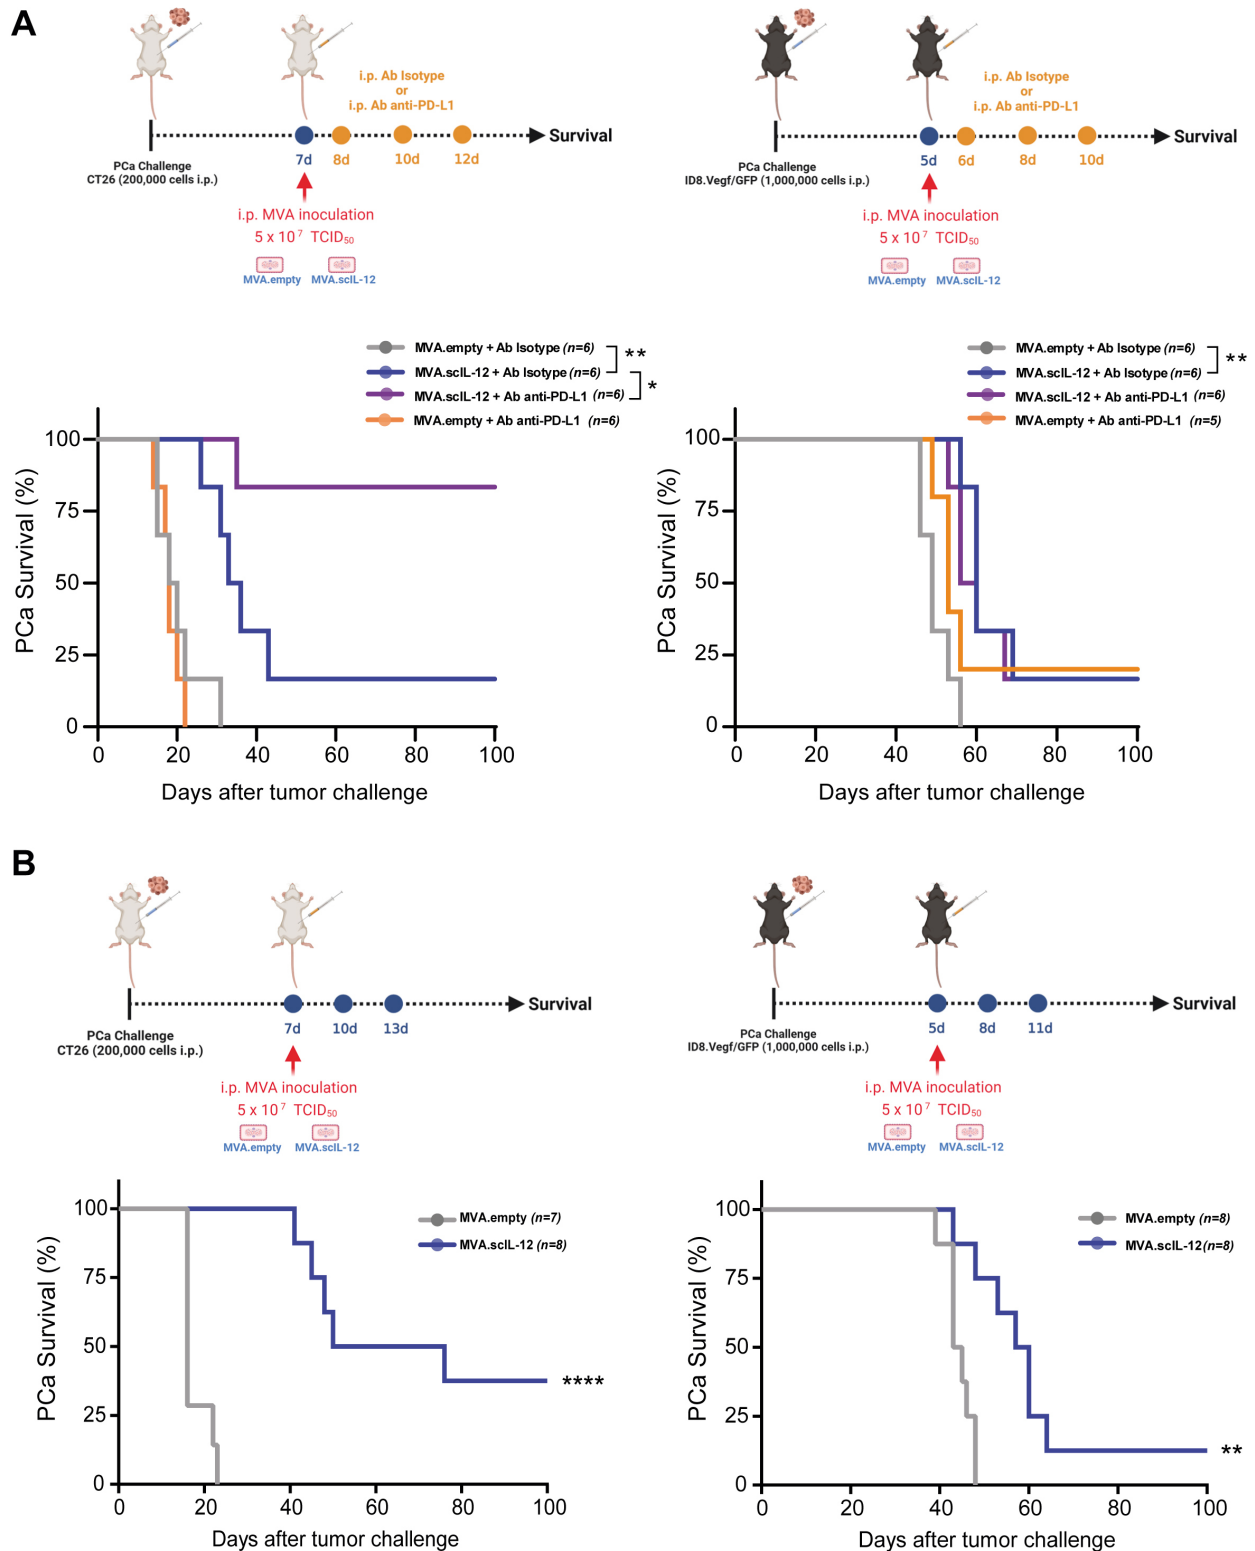 A
i.p. Ab Isotype
or
i.p. Ab anti-PD-L1
Survival
7d 8d 10d 12d
PCa Challenge
CT26 (200,000 cells i.p.)
i.p. MVA inoculation
5 x 10⁷ TCID₅₀
MVA.empty MVA.scIL-12
i.p. Ab Isotype
or
i.p. Ab anti-PD-L1
Survival
5d 6d 8d 10d
PCa Challenge
ID8.Vegf/GFP (1,000,000 cells i.p.)
i.p. MVA inoculation
5 x 10⁷ TCID₅₀
MVA.empty MVA.scIL-12
MVA.empty + Ab Isotype (n=6)
MVA.scIL-12 + Ab Isotype (n=6)
MVA.scIL-12 + Ab anti-PD-L1 (n=6)
MVA.empty + Ab anti-PD-L1 (n=6)
**
*
PCa Survival (%)
100
75
50
25
0
0 20 40 60 80 100
Days after tumor challenge
MVA.empty + Ab Isotype (n=6)
MVA.scIL-12 + Ab Isotype (n=6)
MVA.scIL-12 + Ab anti-PD-L1 (n=6)
MVA.empty + Ab anti-PD-L1 (n=5)
**
PCa Survival (%)
100
75
50
25
0
0 20 40 60 80 100
Days after tumor challenge
B
Survival
7d 10d 13d
PCa Challenge
CT26 (200,000 cells i.p.)
i.p. MVA inoculation
5 x 10⁷ TCID₅₀
MVA.empty MVA.scIL-12
Survival
5d 8d 11d
PCa Challenge
ID8.Vegf/GFP (1,000,000 cells i.p.)
i.p. MVA inoculation
5 x 10⁷ TCID₅₀
MVA.empty MVA.scIL-12
MVA.empty (n=7)
MVA.scIL-12 (n=8)
PCa Survival (%)
100
75
50
25
0
****
0 20 40 60 80 100
Days after tumor challenge
MVA.empty (n=8)
MVA.scIL-12 (n=8)
PCa Survival (%)
100
75
50
25
0
**
0 20 40 60 80 100
Days after tumor challenge